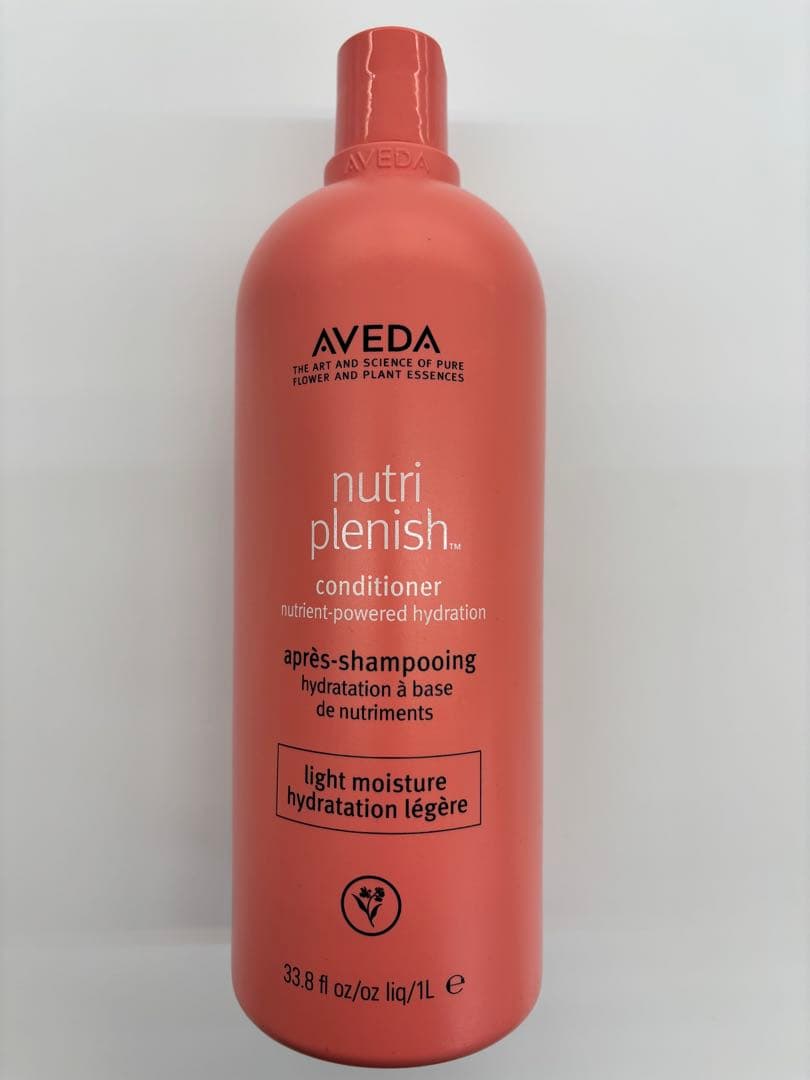 AVEDA
AVEDA
THE ART AND SCIENCE OF PURE
FLOWER AND PLANT ESSENCES
nutri
plenish™
conditioner
nutrient-powered hydration
après-shampooing
hydratation à base
de nutriments
light moisture
hydratation légère
33.8 fl oz/oz liq/1L ℮